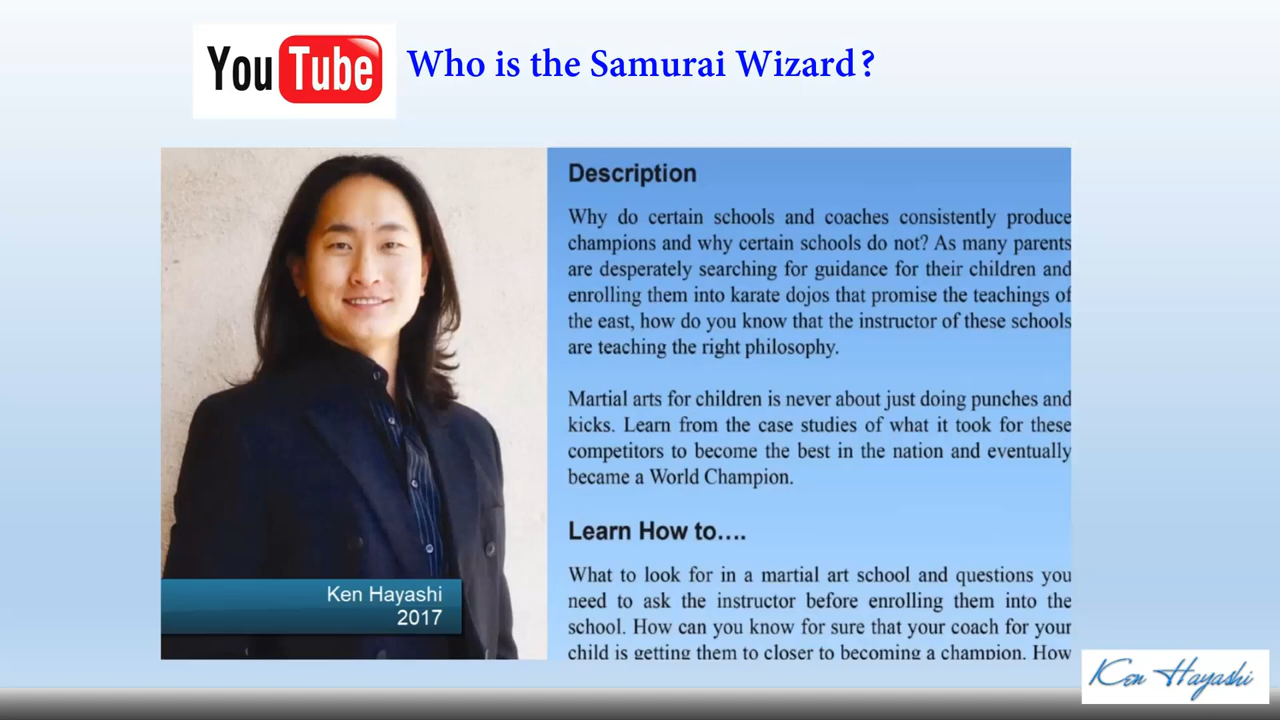 YouTube
Who is the Samurai Wizard?
Description
Why do certain schools and coaches consistently produce
champions and why certain schools do not? As many parents
are desperately searching for guidance for their children and
enrolling them into karate dojos that promise the teachings of
the east, how do you know that the instructor of these schools
are teaching the right philosophy.
Martial arts for children is never about just doing punches and
kicks. Learn from the case studies of what it took for these
competitors to become the best in the nation and eventually
became a World Champion.
Learn How to....
What to look for in a martial art school and questions you
need to ask the instructor before enrolling them into the
school. How can you know for sure that your coach for your
child is getting them to closer to becoming a champion. How
Ken Hayashi
2017
Ken Hayashi